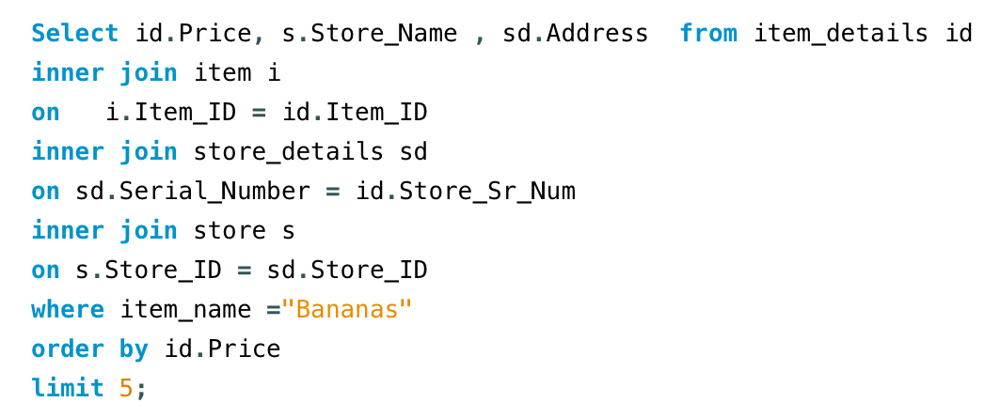 Select id.Price, s.Store_Name , sd.Address  from item_details id
inner join item i
on   i.Item_ID = id.Item_ID
inner join store_details sd
on sd.Serial_Number = id.Store_Sr_Num
inner join store s
on s.Store_ID = sd.Store_ID
where item_name ="Bananas"
order by id.Price
limit 5;